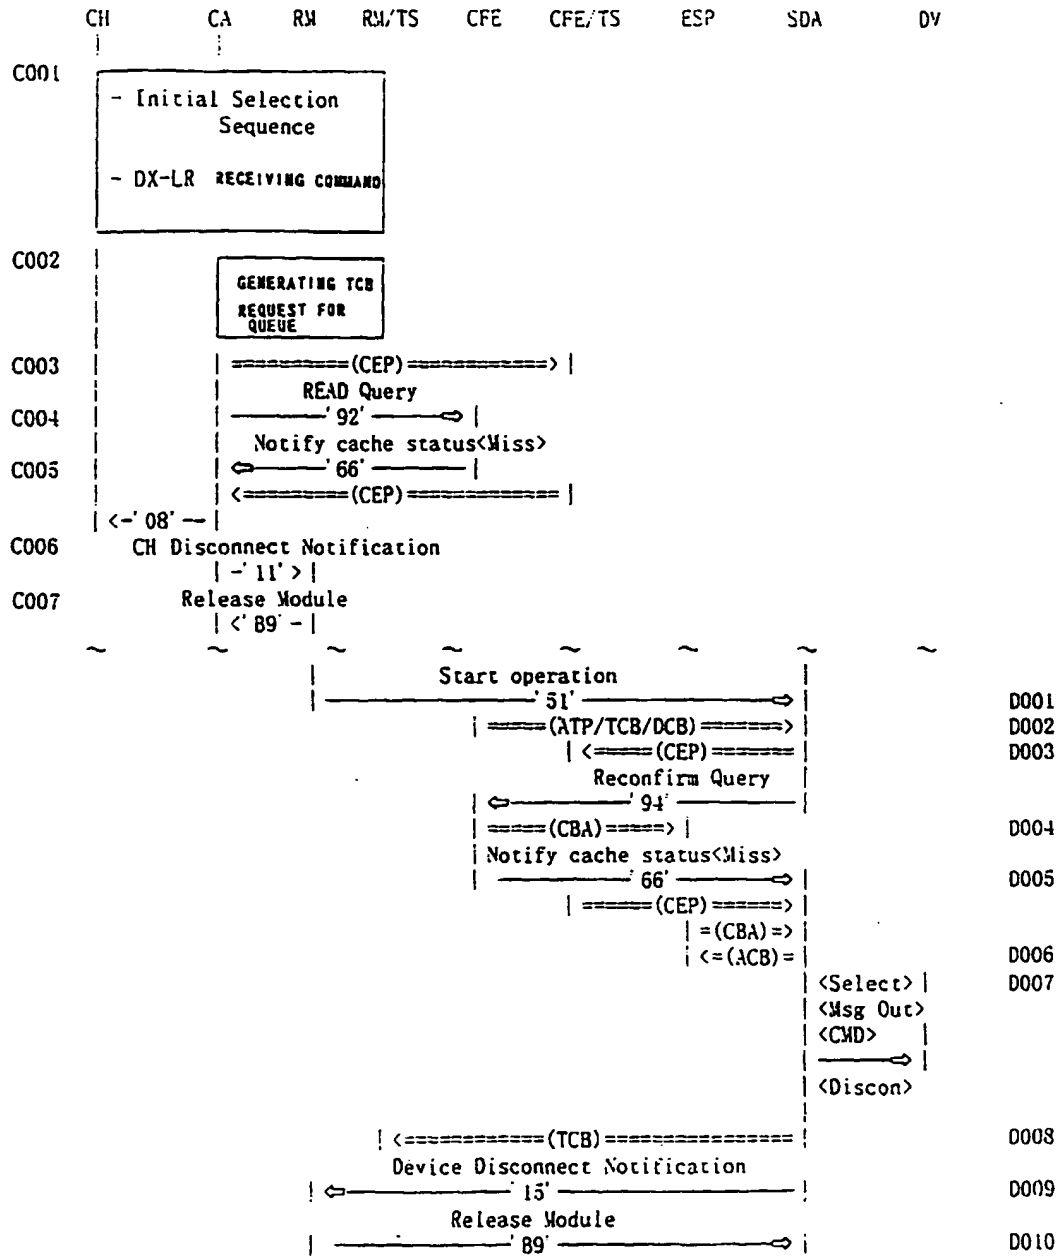 CH CA RM RM/TS CFE CFE/TS ESP SDA DV
C001
- Initial Selection
Sequence
- DX-LR RECEIVING COMMAND
C002
GENERATING TCB
REQUEST FOR
QUEUE
C003 | ========(CEP)=========> |
READ Query
C004 '92'
Notify cache status<Miss>
C005 '66'
<========(CEP)==========
<-'08'-
C006 CH Disconnect Notification
-'11'>
C007 Release Module
<'89'-
~ ~ ~ ~ ~ ~ ~
Start operation
'51' D001
=====(ATP/TCB/DCB)======> D002
<=====(CEP)====== D003
Reconfirm Query
'94'
=====(CBA)=====> D004
Notify cache status<Miss>
'66' D005
======(CEP)======>
=(CBA)=>
<=(ACB)= D006
<Select> D007
<Msg Out>
<CMD>
<Discon>
<============(TCB)=============== D008
Device Disconnect Notification
'15' D009
Release Module
'89' D010